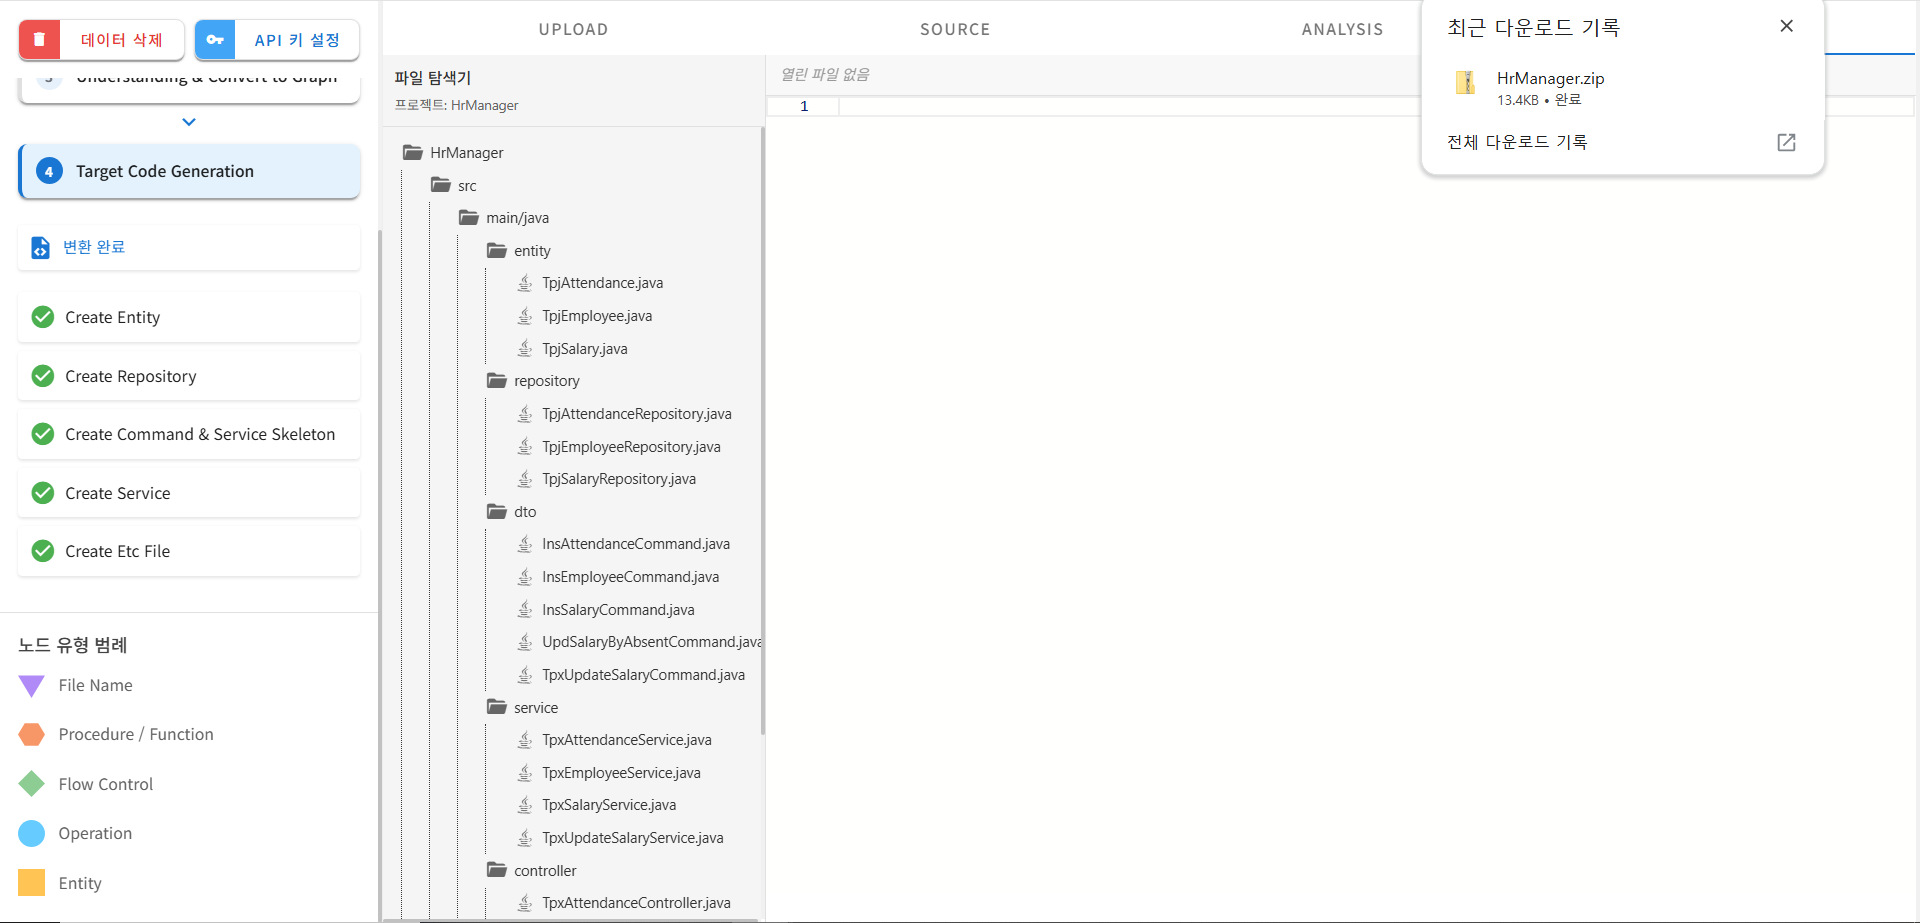 데이터 삭제
API 키 설정
3 Understanding & Convert to Graph
4 Target Code Generation
변환 완료
Create Entity
Create Repository
Create Command & Service Skeleton
Create Service
Create Etc File
노드 유형 범례
File Name
Procedure / Function
Flow Control
Operation
Entity
UPLOAD
SOURCE
ANALYSIS
파일 탐색기
프로젝트: HrManager
HrManager
src
main/java
entity
TpjAttendance.java
TpjEmployee.java
TpjSalary.java
repository
TpjAttendanceRepository.java
TpjEmployeeRepository.java
TpjSalaryRepository.java
dto
InsAttendanceCommand.java
InsEmployeeCommand.java
InsSalaryCommand.java
UpdSalaryByAbsentCommand.java
TpxUpdateSalaryCommand.java
service
TpxAttendanceService.java
TpxEmployeeService.java
TpxSalaryService.java
TpxUpdateSalaryService.java
controller
TpxAttendanceController.java
열린 파일 없음
1
최근 다운로드 기록
HrManager.zip
13.4KB • 완료
전체 다운로드 기록